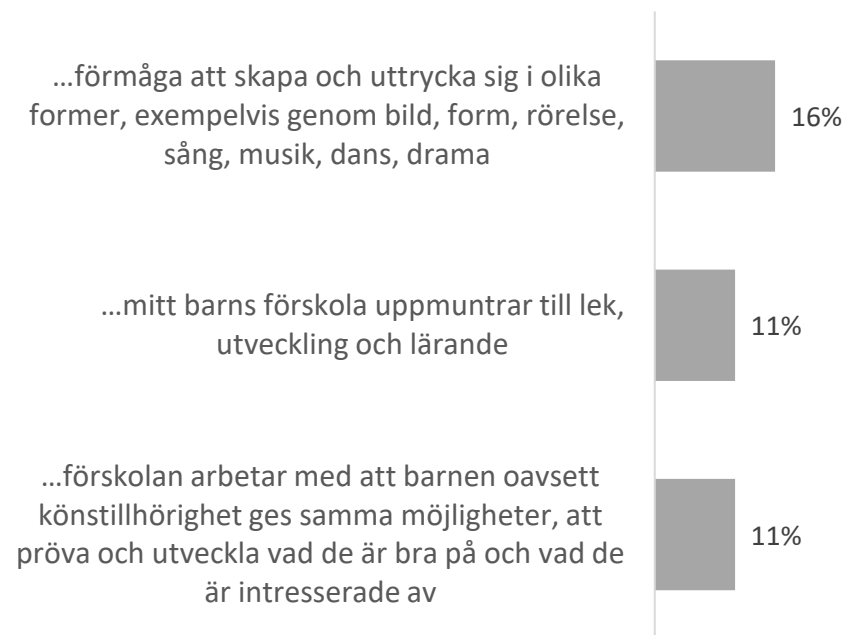 ...förmåga att skapa och uttrycka sig i olika
former, exempelvis genom bild, form, rörelse,
sång, musik, dans, drama
16%
...mitt barns förskola uppmuntrar till lek,
utveckling och lärande
11%
...förskolan arbetar med att barnen oavsett
könstillhörighet ges samma möjligheter, att
pröva och utveckla vad de är bra på och vad de
är intresserade av
11%